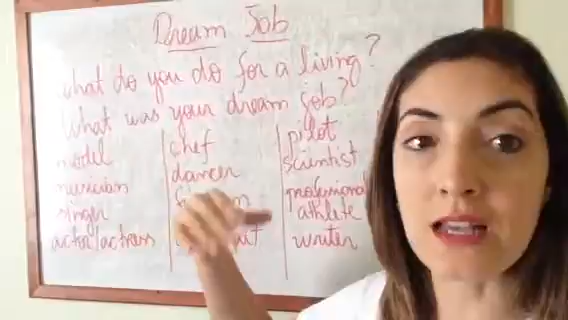 Dream Job
What do you do for a living?
What was your dream job?
model
musician
singer
actor/actress
chef
dancer
pilot
scientist
professional
athlete
writer